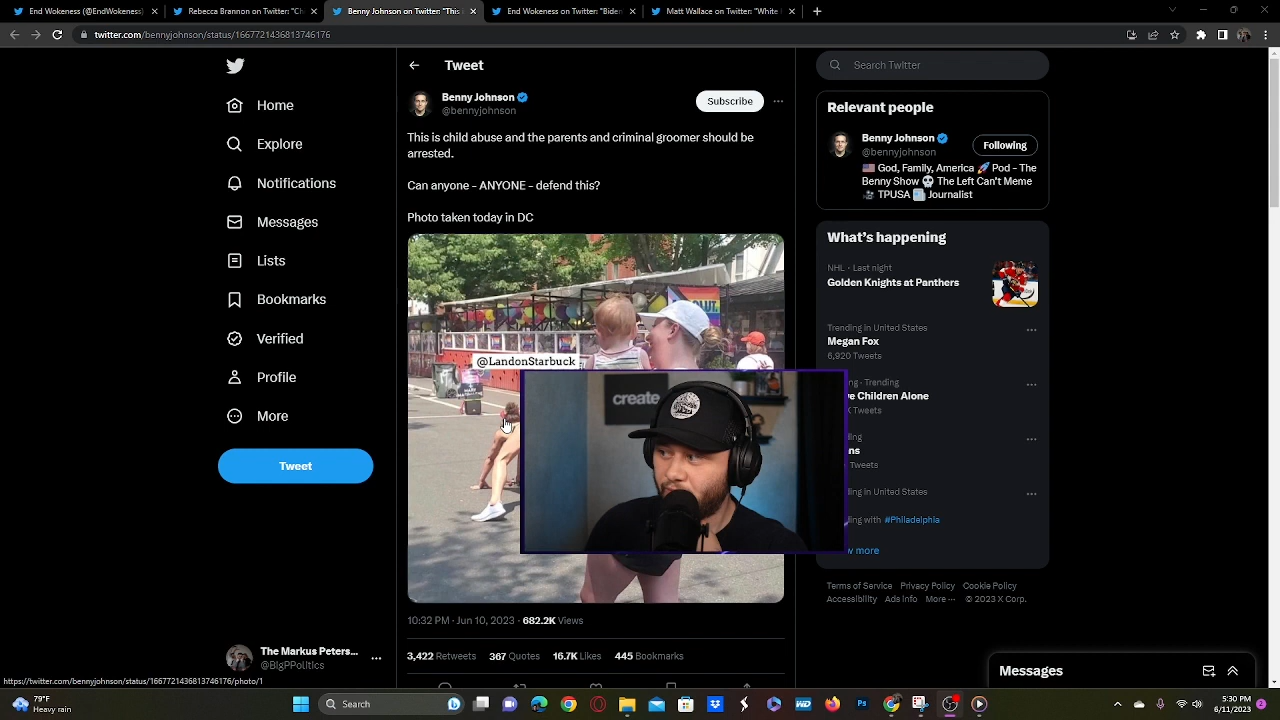 End Wokeness (@EndWokeness)
Rebecca Brannon on Twitter: "Ch
Benny Johnson on Twitter: "This
End Wokeness on Twitter: "Biden
Matt Wallace on Twitter: "White
twitter.com/bennyjohnson/status/1667721436813746176
Home
Explore
Notifications
Messages
Lists
Bookmarks
Verified
Profile
More
Tweet
The Markus Peters...
@BigPPolitics
Tweet
Benny Johnson
@bennyjohnson
Subscribe
This is child abuse and the parents and criminal groomer should be
arrested.
Can anyone - ANYONE - defend this?
Photo taken today in DC
@LandonStarbuck
create
10:32 PM · Jun 10, 2023 · 682.2K Views
3,422 Retweets 367 Quotes 16.7K Likes 445 Bookmarks
Search Twitter
Relevant people
Benny Johnson
@bennyjohnson
Following
🇺🇸 God, Family, America 🚀 Pod - The
Benny Show 💀 The Left Can't Meme
TPUSA Journalist
What's happening
NHL · Last night
Golden Knights at Panthers
Trending in United States
Megan Fox
6,920 Tweets
ng · Trending
e Children Alone
Tweets
ding
ns
Tweets
ding in United States
ding with #Philadelphia
w more
Terms of Service Privacy Policy Cookie Policy
Accessibility Ads info More ··· © 2023 X Corp.
Messages
https://twitter.com/bennyjohnson/status/1667721436813746176/photo/1
79°F
Heavy rain
Search
5:30 PM
6/11/2023
2